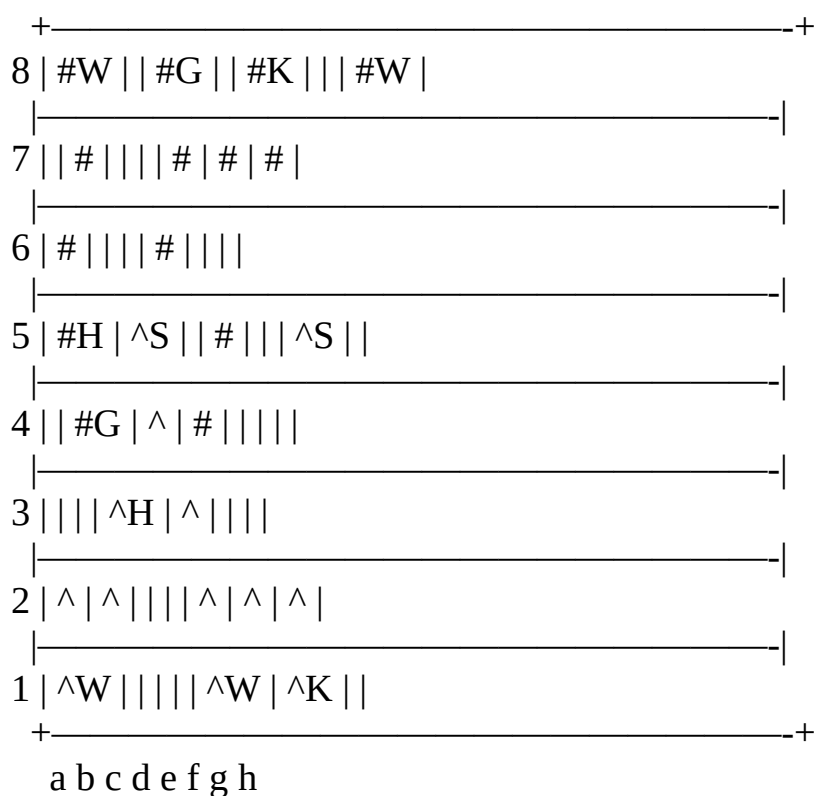 +—————————————————————-+
8 | #W | | #G | | #K | | | #W |
|—————————————————————-|
7 | | # | | | | # | # | # |
|—————————————————————-|
6 | # | | | | # | | | |
|—————————————————————-|
5 | #H | ^S | | # | | | ^S | |
|—————————————————————-|
4 | | #G | ^ | # | | | | |
|—————————————————————-|
3 | | | | ^H | ^ | | | |
|—————————————————————-|
2 | ^ | ^ | | | | ^ | ^ | ^ |
|—————————————————————-|
1 | ^W | | | | | ^W | ^K | |
+—————————————————————-+
a b c d e f g h